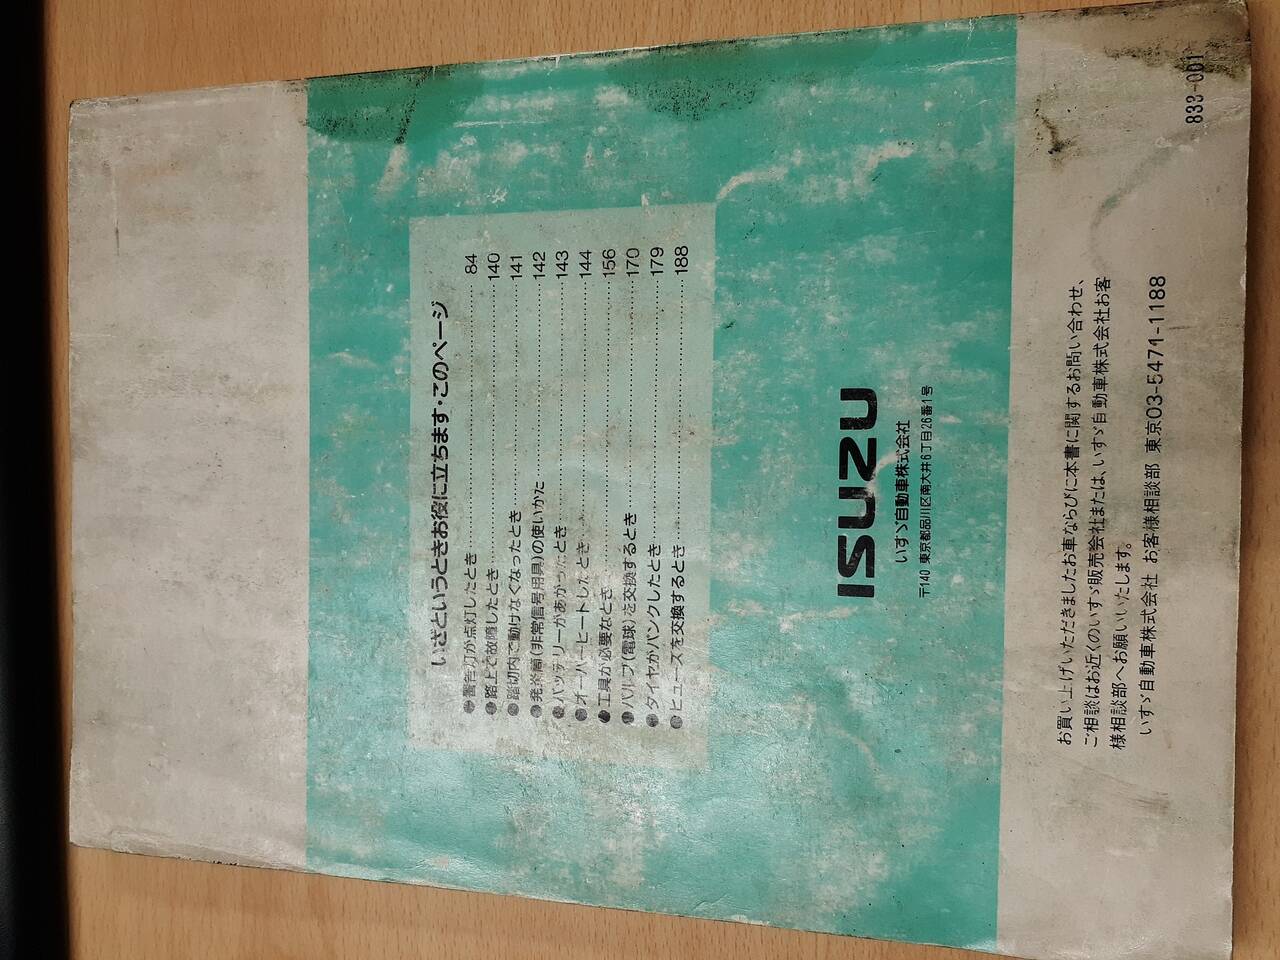 いざというときお役に立ちます・このページ
●警告灯が点灯したとき 84
●路上で故障したとき 140
●踏切内で動けなくなったとき 141
●発炎筒(非常信号用具)の使いかた 142
●バッテリーがあがったとき 143
●オーバーヒートしたとき 144
●工具が必要なとき 156
●バルブ(電球)を交換するとき 170
●タイヤがパンクしたとき 179
●ヒューズを交換するとき 188
ISUZU
いすゞ自動車株式会社
〒140 東京都品川区南大井6丁目26番1号
お買い上げいただきましたお車ならびに本書に関するお問い合わせ、
ご相談はお近くのいすゞ販売会社または、いすゞ自動車株式会社お客
様相談部へお願いいたします。
いすゞ自動車株式会社 お客様相談部 東京03-5471-1188
833-001